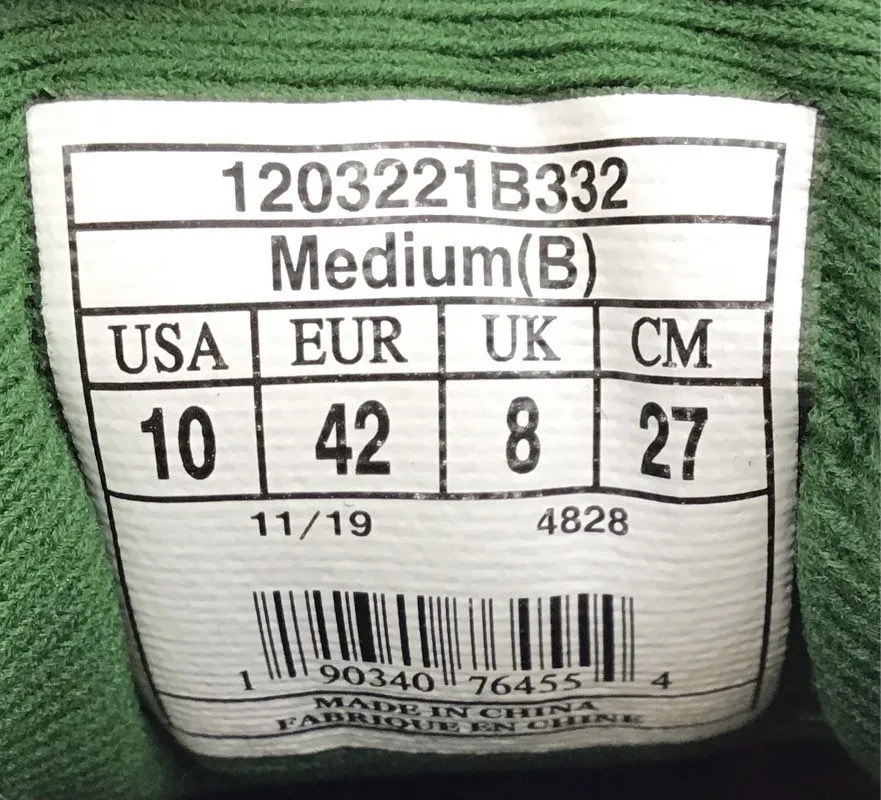 1203221B332
Medium(B)
USA EUR UK CM
10 42 8 27
11/19 4828
1 90340 76455 4
MADE IN CHINA
FABRIQUE EN CHINE